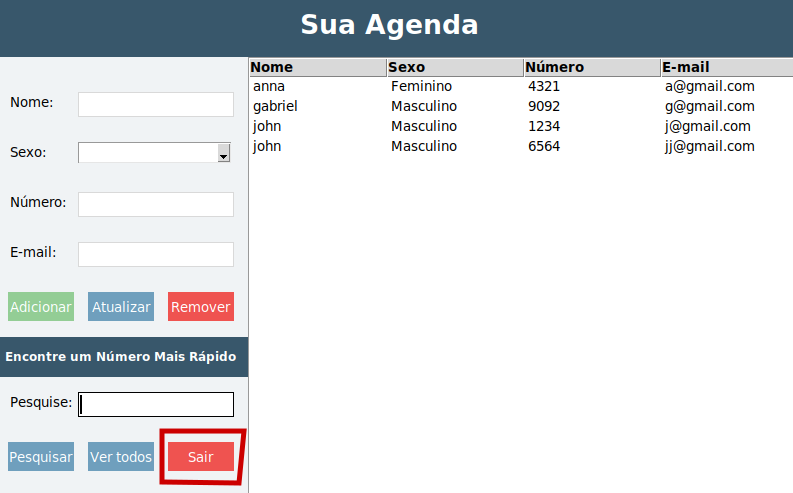 Sua Agenda
Nome:
Sexo:
Número:
E-mail:
Adicionar Atualizar Remover
Encontre um Número Mais Rápido
Pesquise:
Pesquisar Ver todos Sair
Nome Sexo Número E-mail
anna Feminino 4321 a@gmail.com
gabriel Masculino 9092 g@gmail.com
john Masculino 1234 j@gmail.com
john Masculino 6564 jj@gmail.com